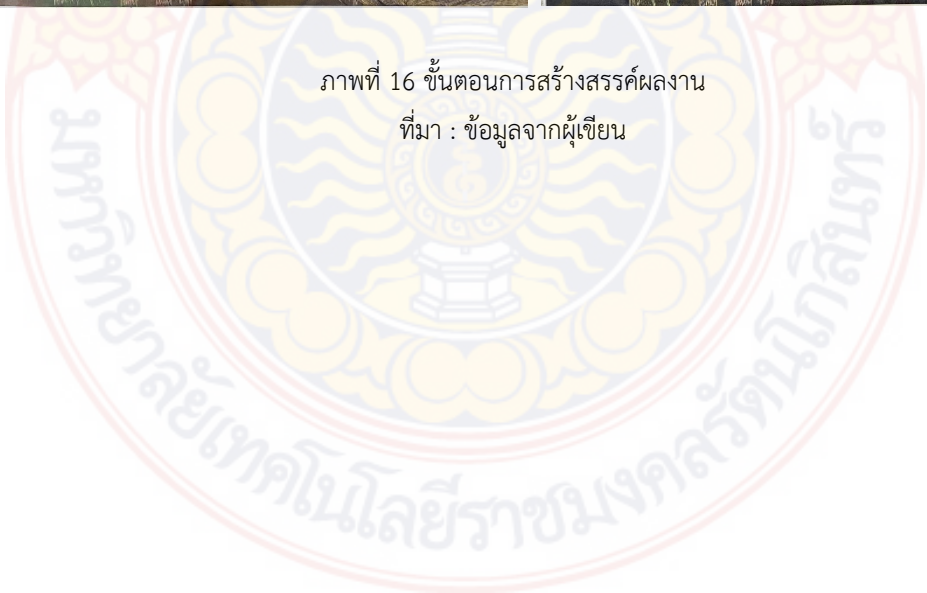 ภาพที่ 16 ขั้นตอนการสร้างสรรค์ผลงาน
ที่มา : ข้อมูลจากผู้เขียน
มหาวิทยาลัยเทคโนโลยีราชมงคลรัตนโกสินทร์